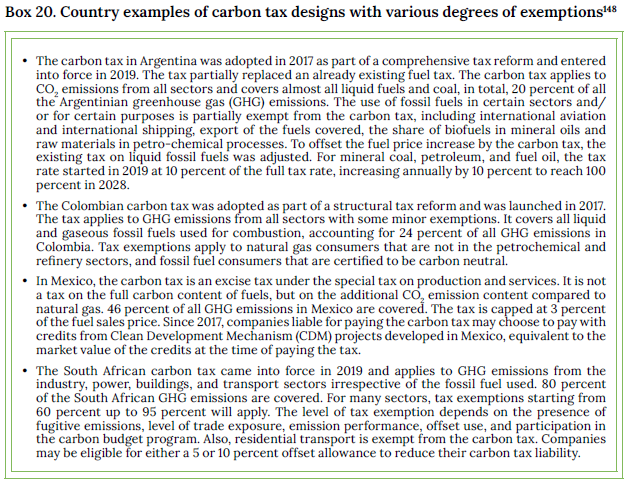 Box 20. Country examples of carbon tax designs with various degrees of exemptions¹⁴⁸
• The carbon tax in Argentina was adopted in 2017 as part of a comprehensive tax reform and entered
into force in 2019. The tax partially replaced an already existing fuel tax. The carbon tax applies to
CO₂ emissions from all sectors and covers almost all liquid fuels and coal, in total, 20 percent of all
the Argentinian greenhouse gas (GHG) emissions. The use of fossil fuels in certain sectors and/
or for certain purposes is partially exempt from the carbon tax, including international aviation
and international shipping, export of the fuels covered, the share of biofuels in mineral oils and
raw materials in petro-chemical processes. To offset the fuel price increase by the carbon tax, the
existing tax on liquid fossil fuels was adjusted. For mineral coal, petroleum, and fuel oil, the tax
rate started in 2019 at 10 percent of the full tax rate, increasing annually by 10 percent to reach 100
percent in 2028.
• The Colombian carbon tax was adopted as part of a structural tax reform and was launched in 2017.
The tax applies to GHG emissions from all sectors with some minor exemptions. It covers all liquid
and gaseous fossil fuels used for combustion, accounting for 24 percent of all GHG emissions in
Colombia. Tax exemptions apply to natural gas consumers that are not in the petrochemical and
refinery sectors, and fossil fuel consumers that are certified to be carbon neutral.
• In Mexico, the carbon tax is an excise tax under the special tax on production and services. It is not
a tax on the full carbon content of fuels, but on the additional CO₂ emission content compared to
natural gas. 46 percent of all GHG emissions in Mexico are covered. The tax is capped at 3 percent
of the fuel sales price. Since 2017, companies liable for paying the carbon tax may choose to pay with
credits from Clean Development Mechanism (CDM) projects developed in Mexico, equivalent to the
market value of the credits at the time of paying the tax.
• The South African carbon tax came into force in 2019 and applies to GHG emissions from the
industry, power, buildings, and transport sectors irrespective of the fossil fuel used. 80 percent
of the South African GHG emissions are covered. For many sectors, tax exemptions starting from
60 percent up to 95 percent will apply. The level of tax exemption depends on the presence of
fugitive emissions, level of trade exposure, emission performance, offset use, and participation in
the carbon budget program. Also, residential transport is exempt from the carbon tax. Companies
may be eligible for either a 5 or 10 percent offset allowance to reduce their carbon tax liability.